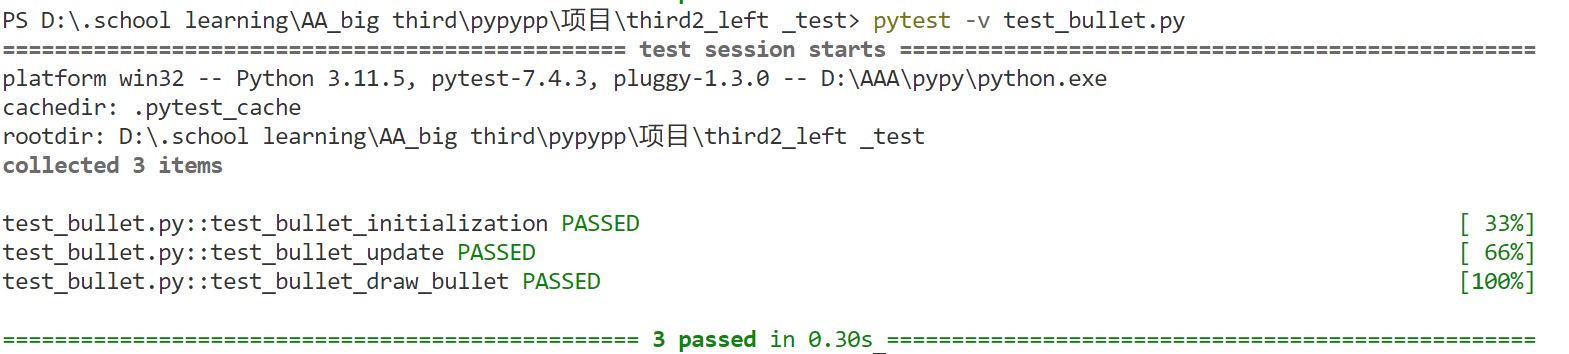 PS D:\.school learning\AA_big third\pypypp\项目\third2_left _test> pytest -v test_bullet.py
================================================ test session starts =================================================
platform win32 -- Python 3.11.5, pytest-7.4.3, pluggy-1.3.0 -- D:\AAA\pypy\python.exe
cachedir: .pytest_cache
rootdir: D:\.school learning\AA_big third\pypypp\项目\third2_left _test
collected 3 items
test_bullet.py::test_bullet_initialization PASSED [ 33%]
test_bullet.py::test_bullet_update PASSED [ 66%]
test_bullet.py::test_bullet_draw_bullet PASSED [100%]
=================================================== 3 passed in 0.30s_==================================================